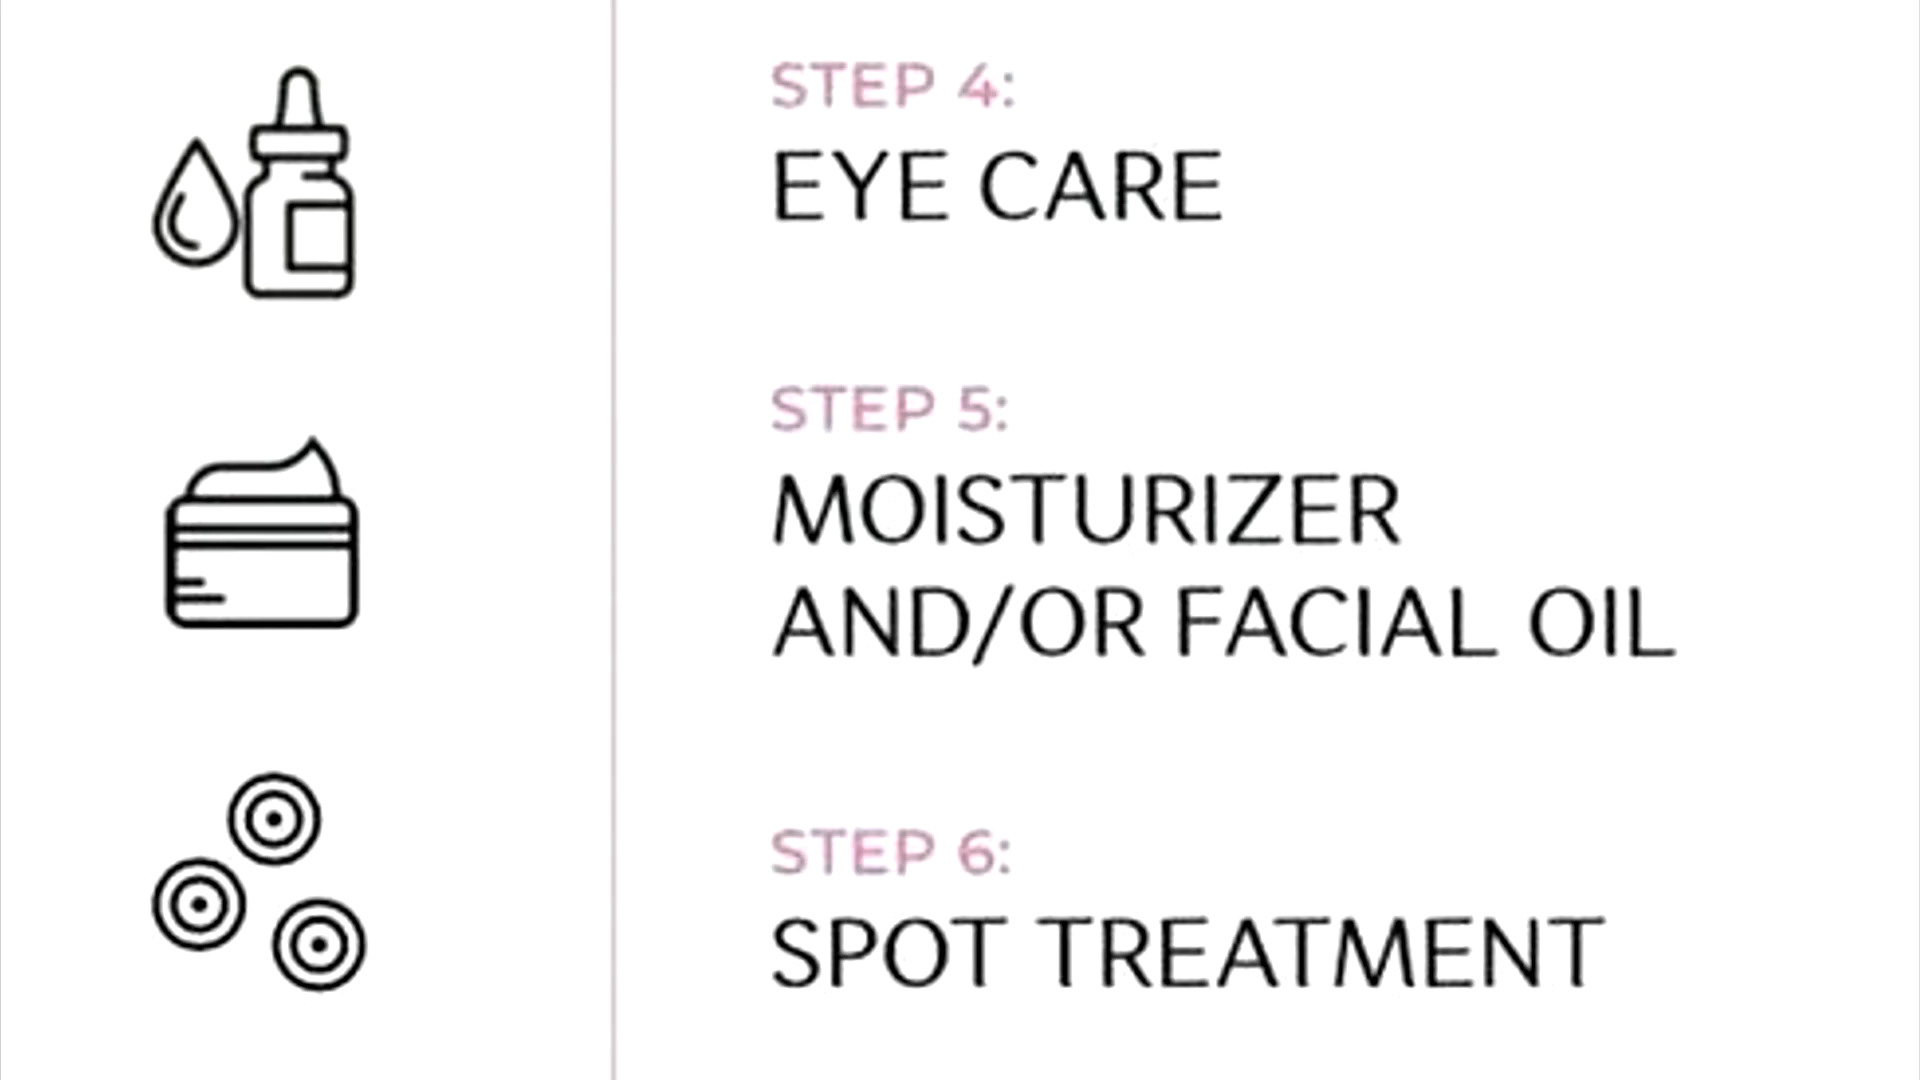 STEP 4:
EYE CARE
STEP 5:
MOISTURIZER
AND/OR FACIAL OIL
STEP 6:
SPOT TREATMENT